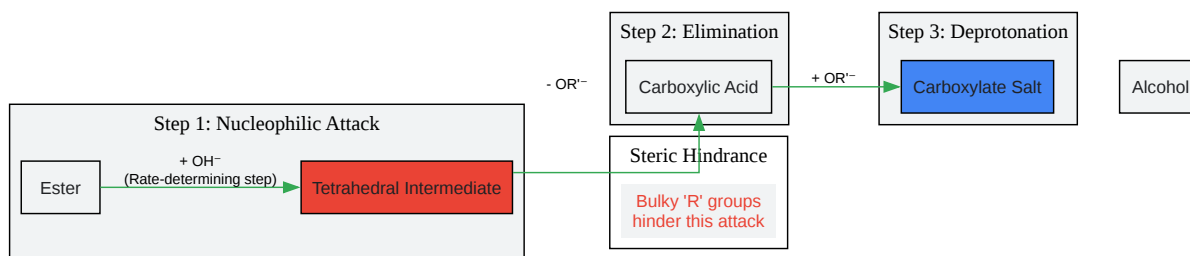 Step 1: Nucleophilic Attack
Ester
+ OH⁻
(Rate-determining step)
Tetrahedral Intermediate
- OR'⁻
Step 2: Elimination
Carboxylic Acid
Steric Hindrance
Bulky 'R' groups
hinder this attack
+ OR'⁻
Step 3: Deprotonation
Carboxylate Salt
Alcohol